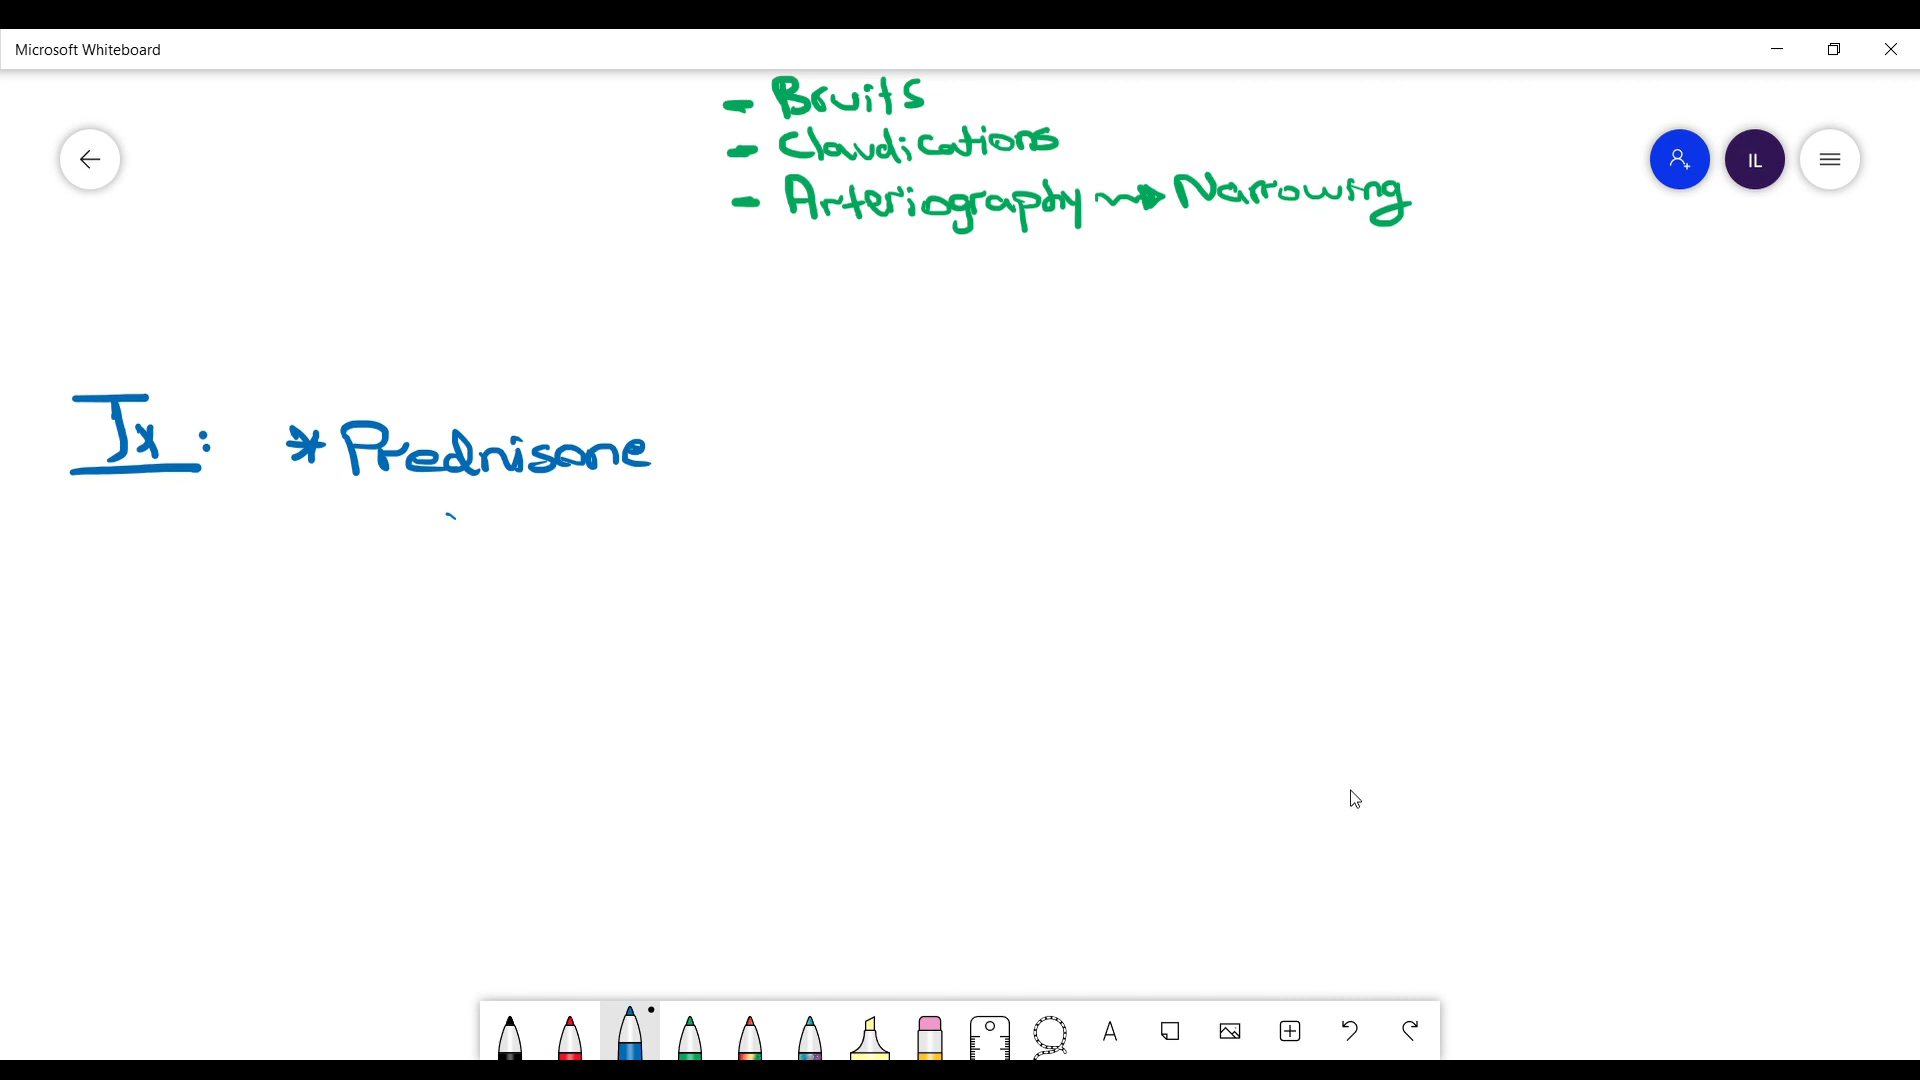 Microsoft Whiteboard
- Bruits
- Claudications
- Arteriography → Narrowing
IL
Tx : * Prednisone
A